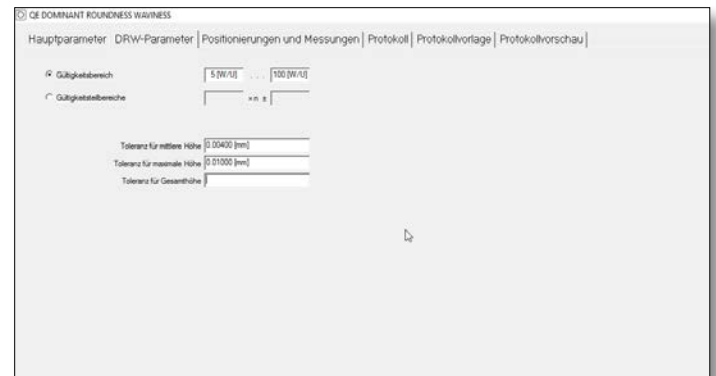 QE DOMINANT ROUNDNESS WAVINESS
Hauptparameter DRW-Parameter | Positionierungen und Messungen | Protokoll | Protokollvorlage | Protokollvorschau |
Gültigkeitsbereich 5 [W/U] . . . 100 [W/U]
Gültigkeitsteilbereiche × n ±
Toleranz für mittlere Höhe 0.00400 [mm]
Toleranz für maximale Höhe 0.01000 [mm]
Toleranz für Gesamthöhe